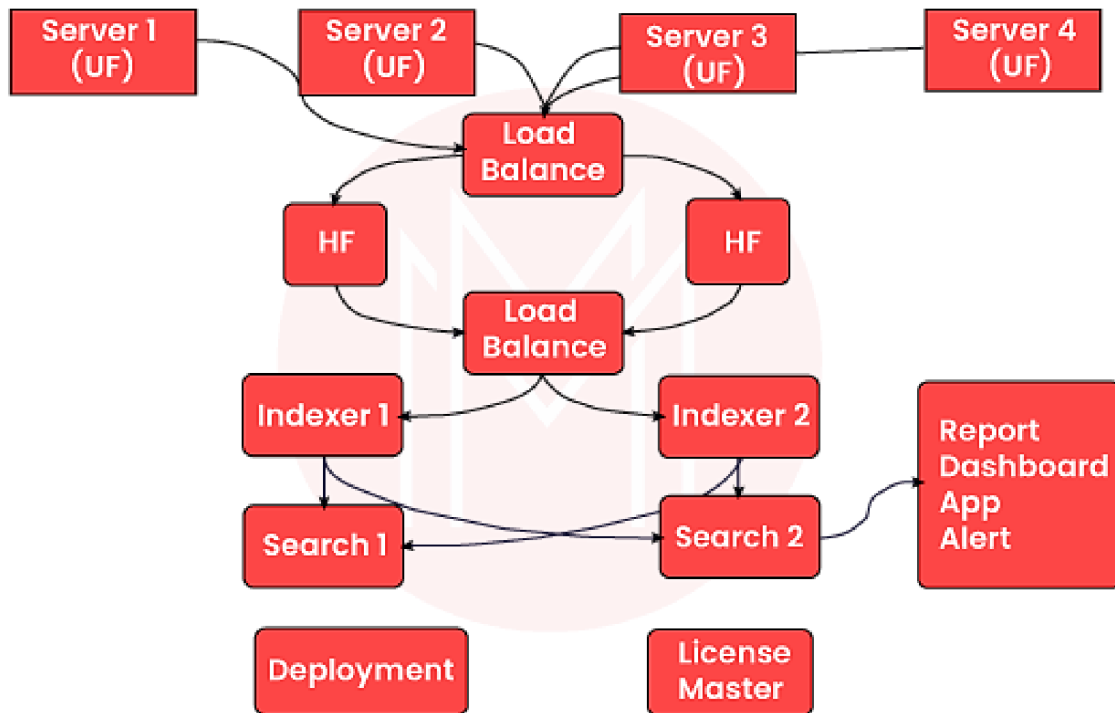 Server 1
(UF)
Server 2
(UF)
Server 3
(UF)
Server 4
(UF)
Load
Balance
HF
HF
Load
Balance
Indexer 1
Indexer 2
Report
Dashboard
App
Alert
Search 1
Search 2
Deployment
License
Master